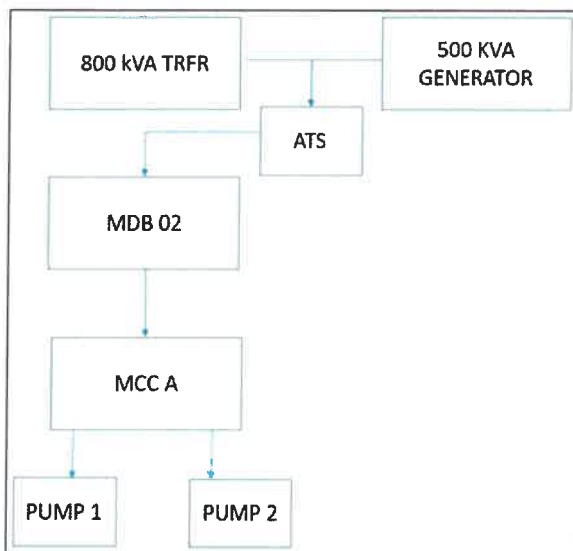 800 kVA TRFR
500 KVA
GENERATOR
ATS
MDB 02
MCC A
PUMP 1
PUMP 2